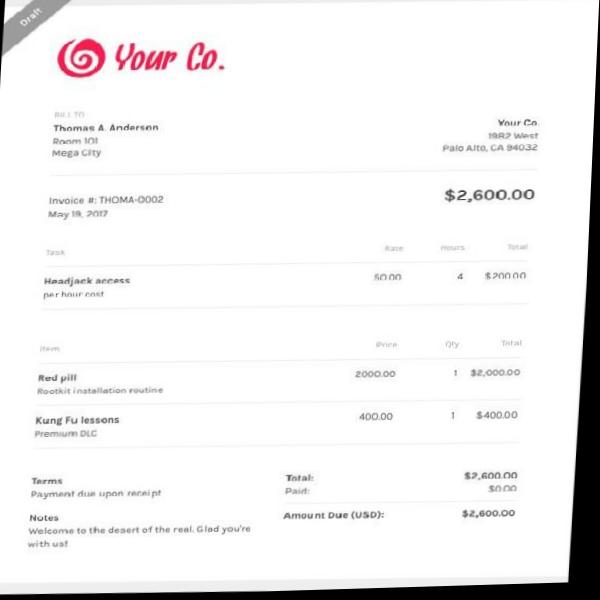 Draft
Your Co.
BILL TO
Thomas A. Anderson
Room 101
Mega City
Your Co.
1982 West
Palo Alto, CA 94032
Invoice #: THOMA-0002
May 19, 2017
$2,600.00
Task Rate Hours Total
Headjack access 50.00 4 $200.00
per hour cost
Item Price Qty Total
Red pill 2000.00 1 $2,000.00
Rootkit installation routine
Kung Fu lessons 400.00 1 $400.00
Premium DLC
Terms
Payment due upon receipt
Notes
Welcome to the desert of the real. Glad you're
with us!
Total: $2,600.00
Paid: $0.00
Amount Due (USD): $2,600.00